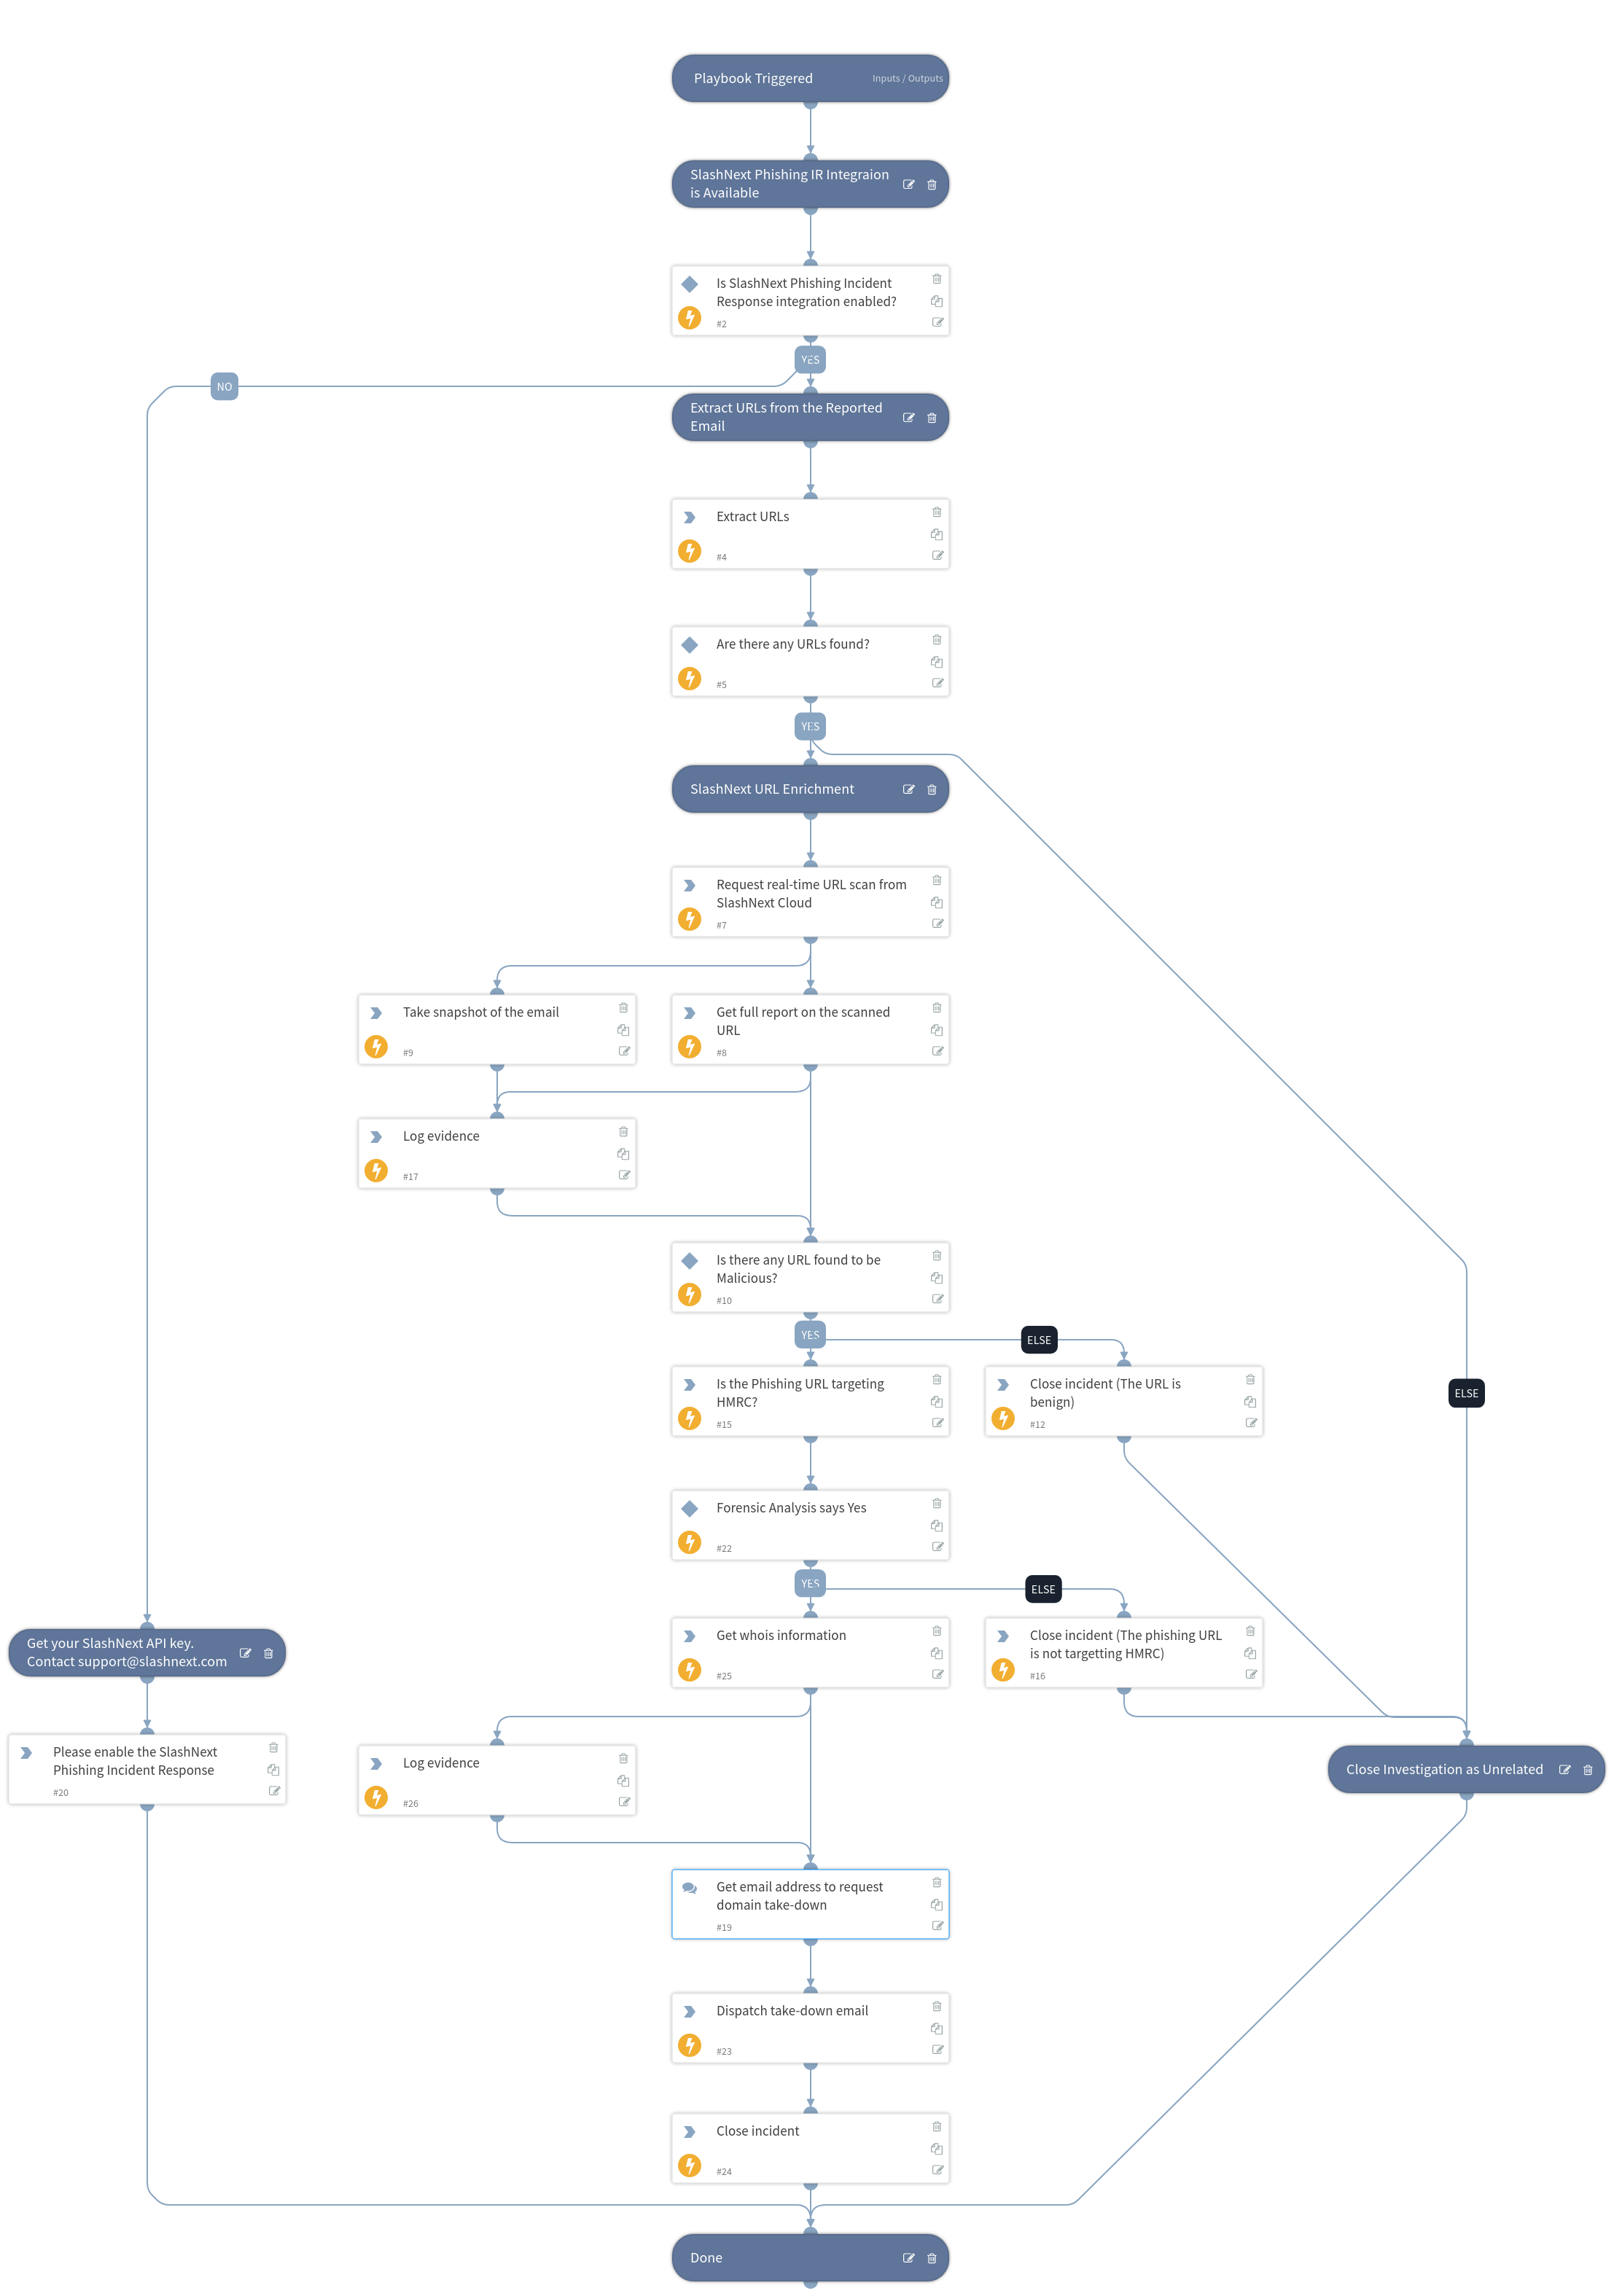 Playbook Triggered
Inputs / Outputs
SlashNext Phishing IR Integraion
is Available
Is SlashNext Phishing Incident
Response integration enabled?
#2
YES
NO
Extract URLs from the Reported
Email
Extract URLs
#4
Are there any URLs found?
#5
YES
SlashNext URL Enrichment
Request real-time URL scan from
SlashNext Cloud
#7
Take snapshot of the email
#9
Get full report on the scanned
URL
#8
Log evidence
#17
Is there any URL found to be
Malicious?
#10
YES
ELSE
Is the Phishing URL targeting
HMRC?
#15
Close incident (The URL is
benign)
#12
ELSE
Forensic Analysis says Yes
#22
YES
ELSE
Get whois information
#25
Close incident (The phishing URL
is not targetting HMRC)
#16
Get your SlashNext API key.
Contact support@slashnext.com
Please enable the SlashNext
Phishing Incident Response
#20
Log evidence
#26
Close Investigation as Unrelated
Get email address to request
domain take-down
#19
Dispatch take-down email
#23
Close incident
#24
Done